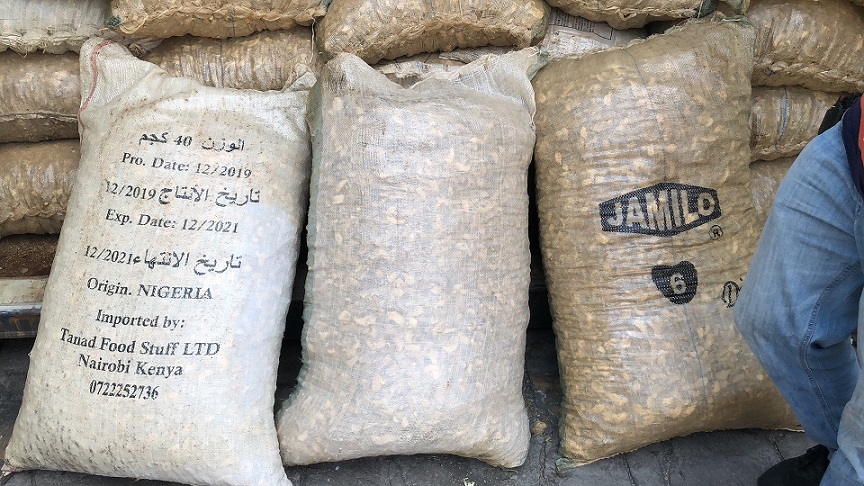 الوزن 40 كجم
Pro. Date: 12/2019
تاريخ الانتاج 12/2019
Exp. Date: 12/2021
تاريخ الانتهاء 12/2021
Origin. NIGERIA
Imported by:
Tanad Food Stuff LTD
Nairobi Kenya
0722252736
JAMILO
®
6